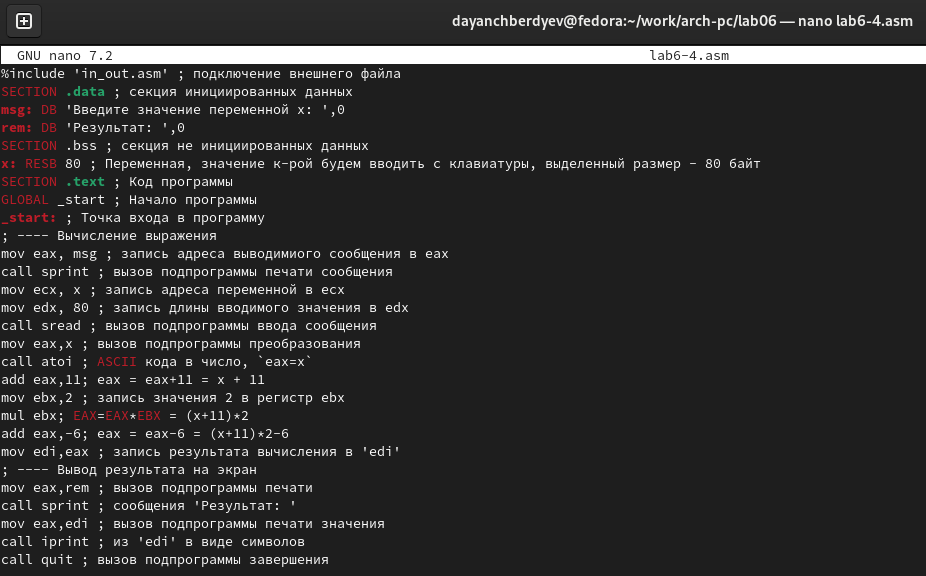 dayanchberdyev@fedora:~/work/arch-pc/lab06 — nano lab6-4.asm
GNU nano 7.2 lab6-4.asm
%include 'in_out.asm' ; подключение внешнего файла
SECTION .data ; секция инициированных данных
msg: DB 'Введите значение переменной x: ',0
rem: DB 'Результат: ',0
SECTION .bss ; секция не инициированных данных
x: RESB 80 ; Переменная, значение к-рой будем вводить с клавиатуры, выделенный размер - 80 байт
SECTION .text ; Код программы
GLOBAL _start ; Начало программы
_start: ; Точка входа в программу
; ---- Вычисление выражения
mov eax, msg ; запись адреса выводимиого сообщения в eax
call sprint ; вызов подпрограммы печати сообщения
mov ecx, x ; запись адреса переменной в ecx
mov edx, 80 ; запись длины вводимого значения в edx
call sread ; вызов подпрограммы ввода сообщения
mov eax,x ; вызов подпрограммы преобразования
call atoi ; ASCII кода в число, `eax=x`
add eax,11; eax = eax+11 = x + 11
mov ebx,2 ; запись значения 2 в регистр ebx
mul ebx; EAX=EAX*EBX = (x+11)*2
add eax,-6; eax = eax-6 = (x+11)*2-6
mov edi,eax ; запись результата вычисления в 'edi'
; ---- Вывод результата на экран
mov eax,rem ; вызов подпрограммы печати
call sprint ; сообщения 'Результат: '
mov eax,edi ; вызов подпрограммы печати значения
call iprint ; из 'edi' в виде символов
call quit ; вызов подпрограммы завершения